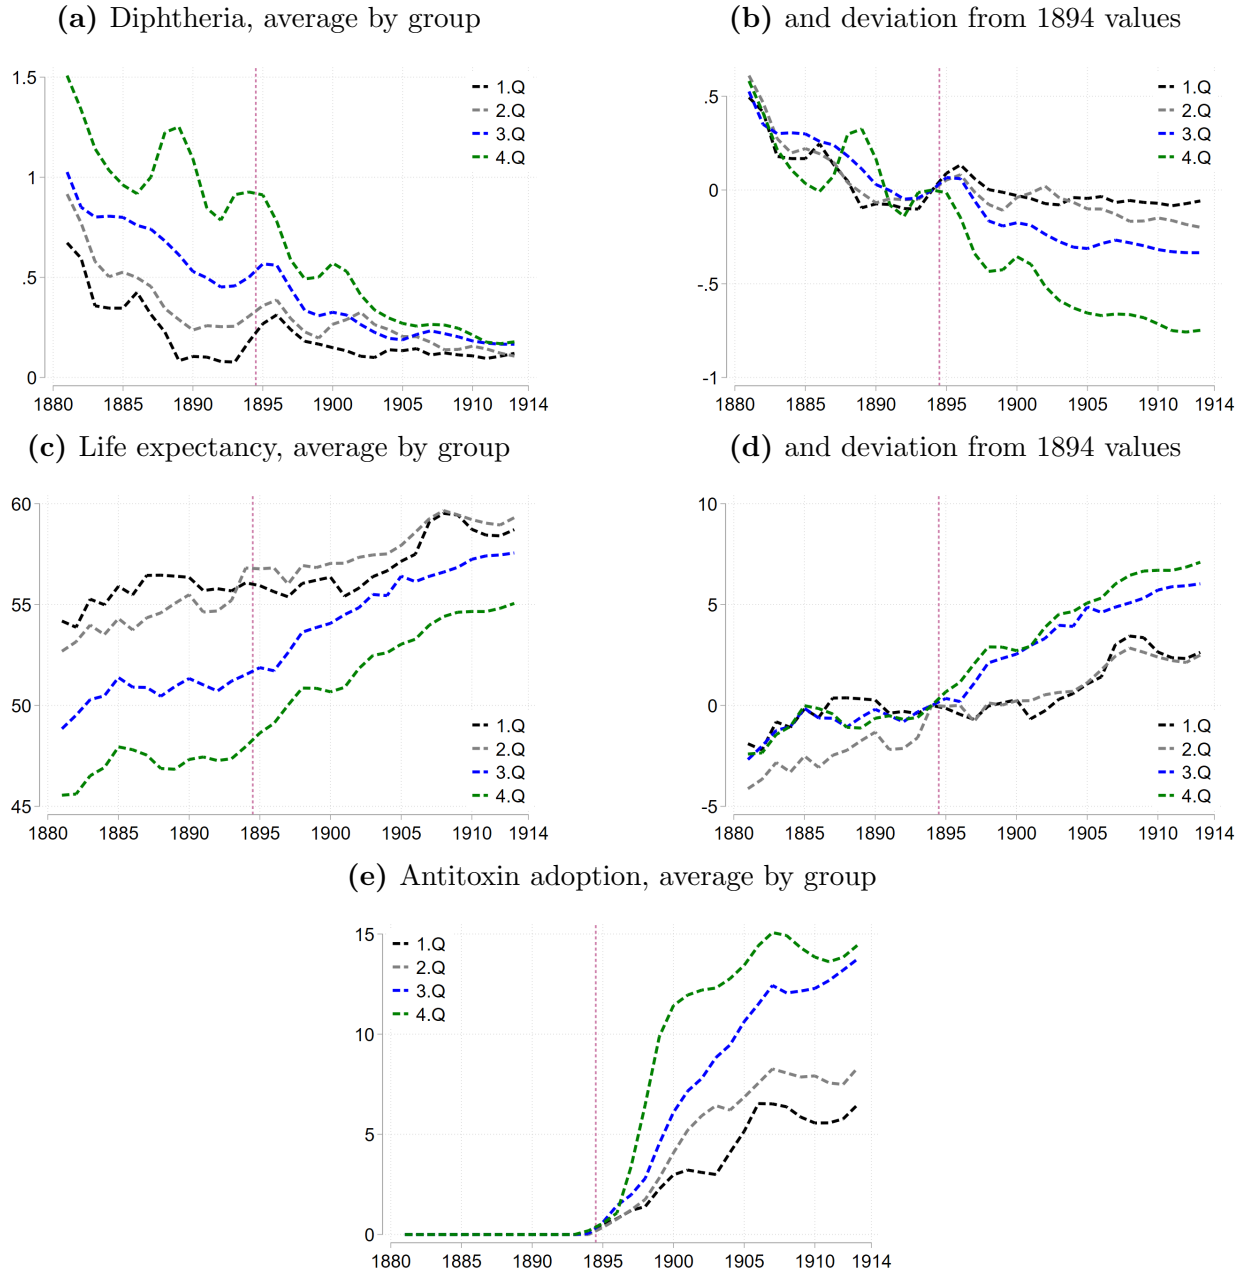 (a) Diphtheria, average by group
1.5
1
.5
0
1880 1885 1890 1895 1900 1905 1910 1914
1.Q
2.Q
3.Q
4.Q
(b) and deviation from 1894 values
.5
0
-.5
-1
1880 1885 1890 1895 1900 1905 1910 1914
1.Q
2.Q
3.Q
4.Q
(c) Life expectancy, average by group
60
55
50
45
1880 1885 1890 1895 1900 1905 1910 1914
1.Q
2.Q
3.Q
4.Q
(d) and deviation from 1894 values
10
5
0
-5
1880 1885 1890 1895 1900 1905 1910 1914
1.Q
2.Q
3.Q
4.Q
(e) Antitoxin adoption, average by group
15
10
5
0
1880 1885 1890 1895 1900 1905 1910 1914
1.Q
2.Q
3.Q
4.Q